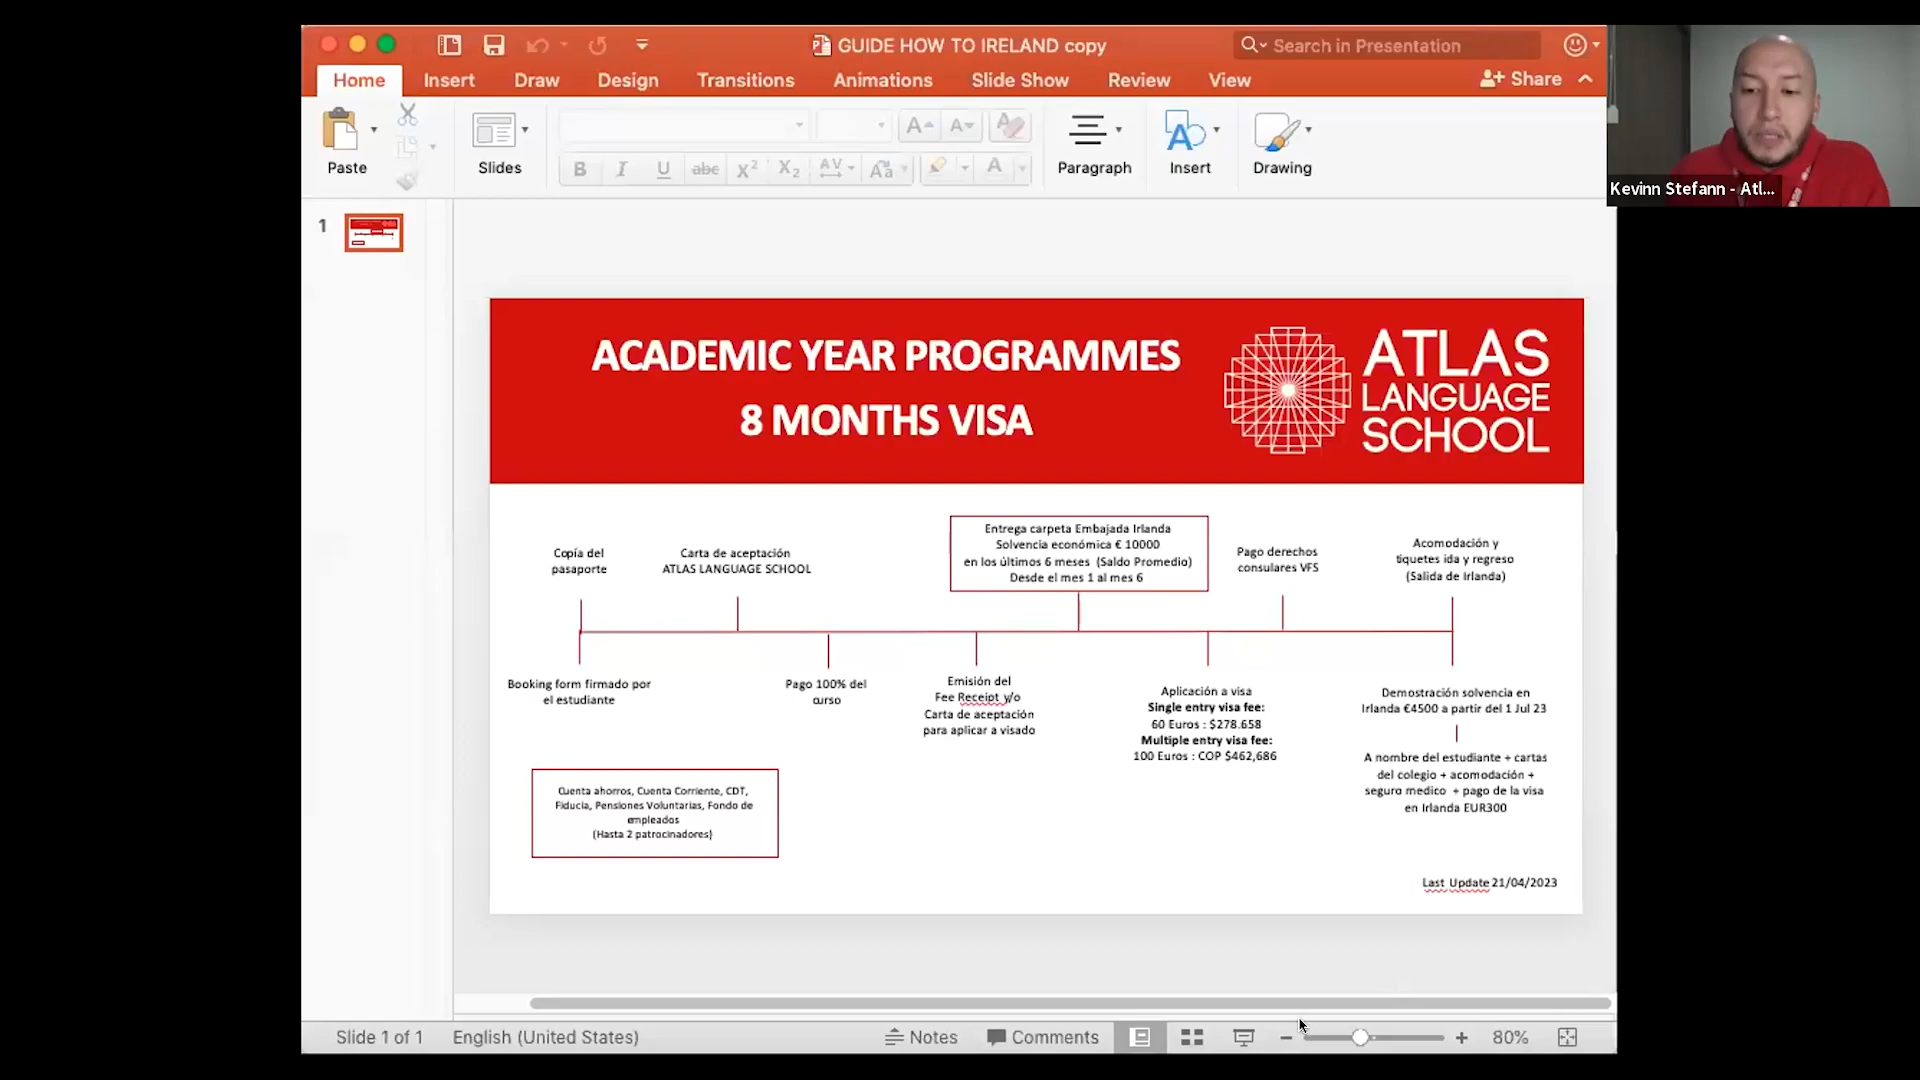 GUIDE HOW TO IRELAND copy
Search in Presentation
Home
Insert
Draw
Design
Transitions
Animations
Slide Show
Review
View
Share
Paste
Slides
B I U abc X² X₂ AV Aa A
A A A
Paragraph
Insert
Drawing
Kevinn Stefann - Atl...
1
ACADEMIC YEAR PROGRAMMES
8 MONTHS VISA
ATLAS
LANGUAGE
SCHOOL
Copía del
pasaporte
Carta de aceptación
ATLAS LANGUAGE SCHOOL
Entrega carpeta Embajada Irlanda
Solvencia económica € 10000
en los últimos 6 meses (Saldo Promedio)
Desde el mes 1 al mes 6
Pago derechos
consulares VFS
Acomodación y
tiquetes ida y regreso
(Salida de Irlanda)
Booking form firmado por
el estudiante
Pago 100% del
curso
Emisión del
Fee Receipt y/o
Carta de aceptación
para aplicar a visado
Aplicación a visa
Single entry visa fee:
60 Euros : $278.658
Multiple entry visa fee:
100 Euros : COP $462,686
Demostración solvencia en
Irlanda €4500 a partir del 1 Jul 23
A nombre del estudiante + cartas
del colegio + acomodación +
seguro medico + pago de la visa
en Irlanda EUR300
Cuenta ahorros, Cuenta Corriente, CDT,
Fiducia, Pensiones Voluntarias, Fondo de
empleados
(Hasta 2 patrocinadores)
Last Update 21/04/2023
Slide 1 of 1
English (United States)
Notes
Comments
80%